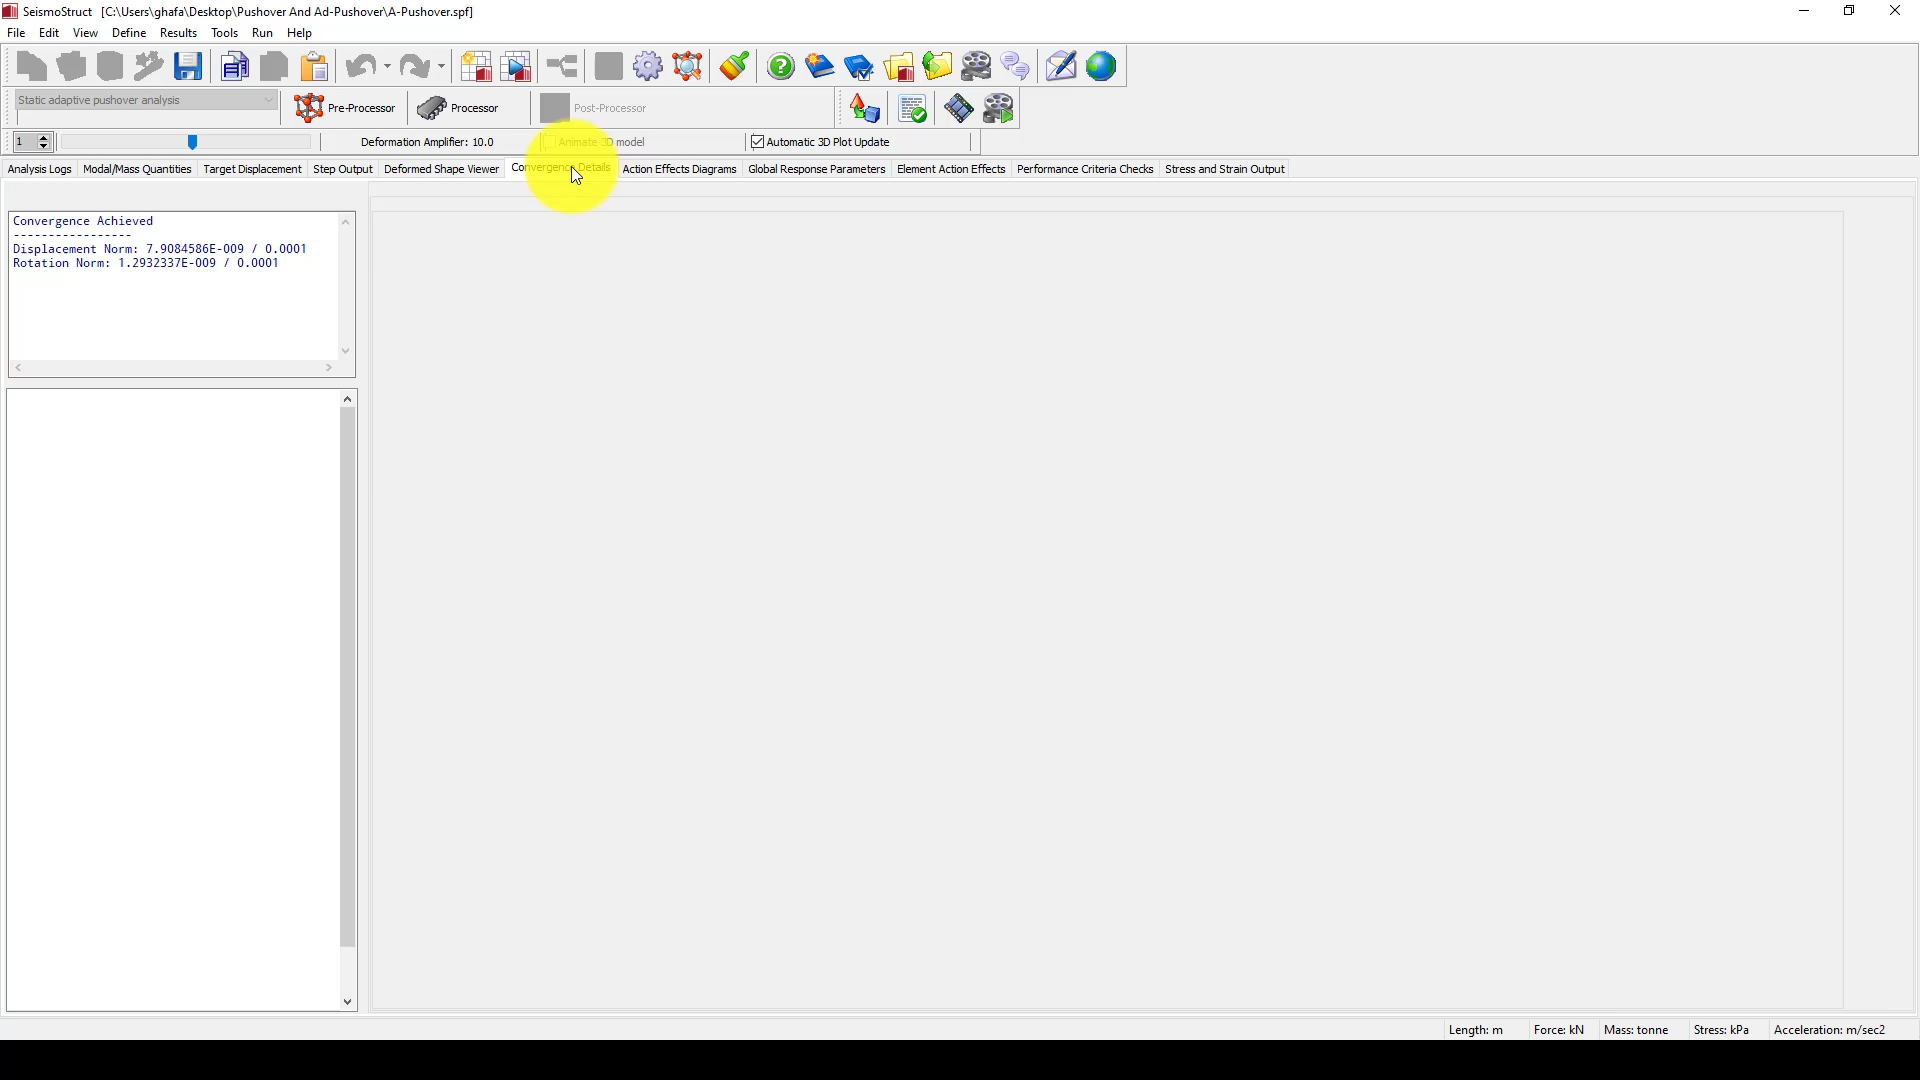 SeismoStruct [C:\Users\ghafa\Desktop\Pushover And Ad-Pushover\A-Pushover.spf]
File Edit View Define Results Tools Run Help
Static adaptive pushover analysis Pre-Processor Processor Post-Processor
1 Deformation Amplifier: 10.0 Animate 3D model Automatic 3D Plot Update
Analysis Logs Modal/Mass Quantities Target Displacement Step Output Deformed Shape Viewer Convergence Details Action Effects Diagrams Global Response Parameters Element Action Effects Performance Criteria Checks Stress and Strain Output
Convergence Achieved
-----------------
Displacement Norm: 7.9084586E-009 / 0.0001
Rotation Norm: 1.2932337E-009 / 0.0001
Length: m Force: kN Mass: tonne Stress: kPa Acceleration: m/sec2